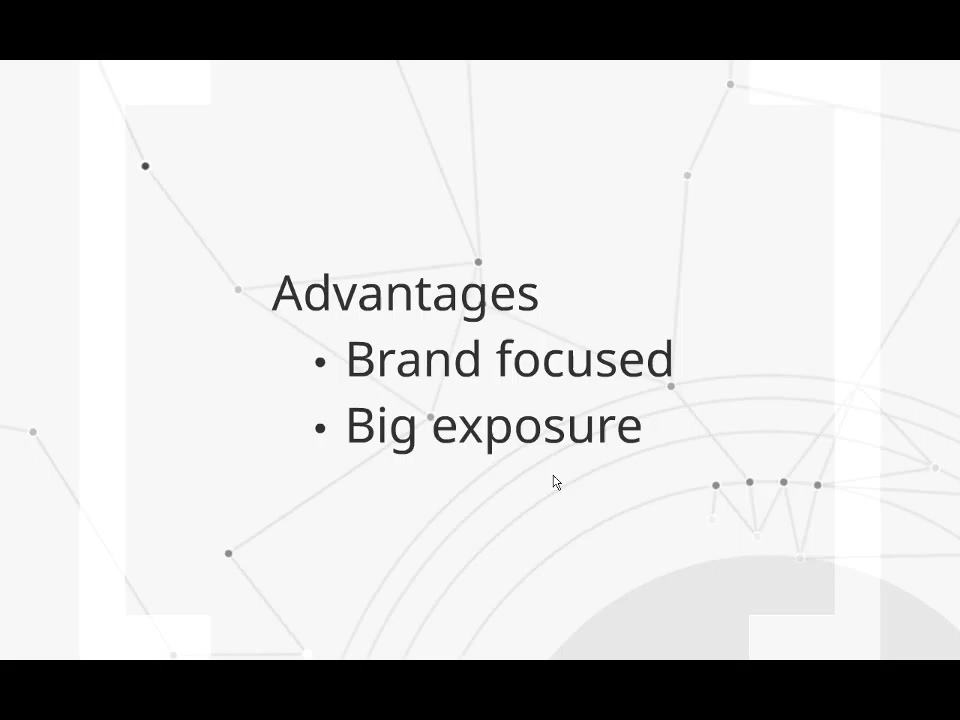 Advantages
• Brand focused
• Big exposure